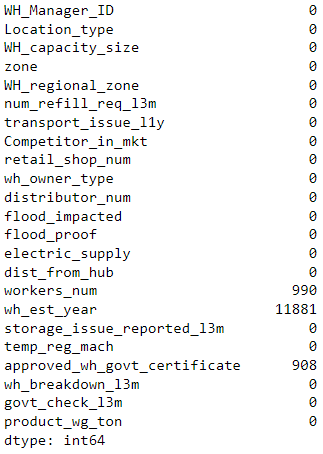 WH_Manager_ID 0
Location_type 0
WH_capacity_size 0
zone 0
WH_regional_zone 0
num_refill_req_l3m 0
transport_issue_l1y 0
Competitor_in_mkt 0
retail_shop_num 0
wh_owner_type 0
distributor_num 0
flood_impacted 0
flood_proof 0
electric_supply 0
dist_from_hub 0
workers_num 990
wh_est_year 11881
storage_issue_reported_l3m 0
temp_reg_mach 0
approved_wh_govt_certificate 908
wh_breakdown_l3m 0
govt_check_l3m 0
product_wg_ton 0
dtype: int64